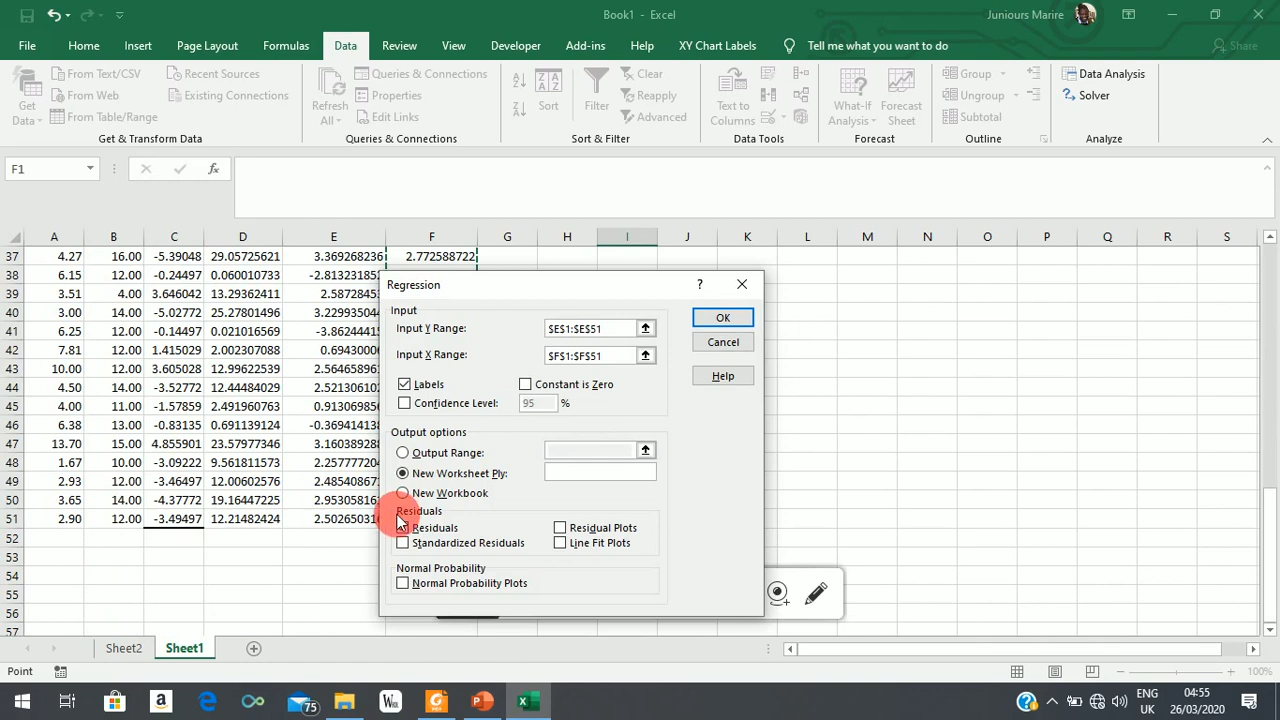 Book1 - Excel
Juniours Marire
File Home Insert Page Layout Formulas Data Review View Developer Add-ins Help XY Chart Labels Tell me what you want to do Share
Get Data
From Text/CSV
From Web
From Table/Range
Recent Sources
Existing Connections
Get & Transform Data
Refresh All
Queries & Connections
Properties
Edit Links
Queries & Connections
Sort
Filter
Clear
Reapply
Advanced
Sort & Filter
Text to Columns
Data Tools
What-If Analysis
Forecast Sheet
Forecast
Group
Ungroup
Subtotal
Outline
Data Analysis
Solver
Analyze
F1
fx
A B C D E F G H I J K L M N O P Q R S
37 4.27 16.00 -5.39048 29.05725621 3.369268236 2.772588722
38 6.15 12.00 -0.24497 0.060010733 -2.813231852
39 3.51 4.00 3.646042 13.29362411 2.5872845
40 3.00 14.00 -5.02772 25.27801496 3.229935044
41 6.25 12.00 -0.14497 0.021016569 -3.86244415
42 7.81 12.00 1.415029 2.002307088 0.6943000
43 10.00 12.00 3.605028 12.99622539 2.56465896
44 4.50 14.00 -3.52772 12.44484029 2.521306102
45 4.00 11.00 -1.57859 2.491960763 0.91306985
46 6.38 13.00 -0.83135 0.691139124 -0.36941413
47 13.70 15.00 4.855901 23.57977346 3.16038928
48 1.67 10.00 -3.09222 9.561811573 2.257777204
49 2.93 12.00 -3.46497 12.00602576 2.48540867
50 3.65 14.00 -4.37772 19.16447225 2.95305816
51 2.90 12.00 -3.49497 12.21482424 2.50265031
52
53
54
55
56
57
Regression ?
Input
Input Y Range: $E$1:$E$51
Input X Range: $F$1:$F$51
Labels Constant is Zero
Confidence Level: 95 %
OK
Cancel
Help
Output options
Output Range:
New Worksheet Ply:
New Workbook
Residuals
Residuals Residual Plots
Standardized Residuals Line Fit Plots
Normal Probability
Normal Probability Plots
Sheet2 Sheet1
Point
100%
75
ENG
UK
04:55
26/03/2020